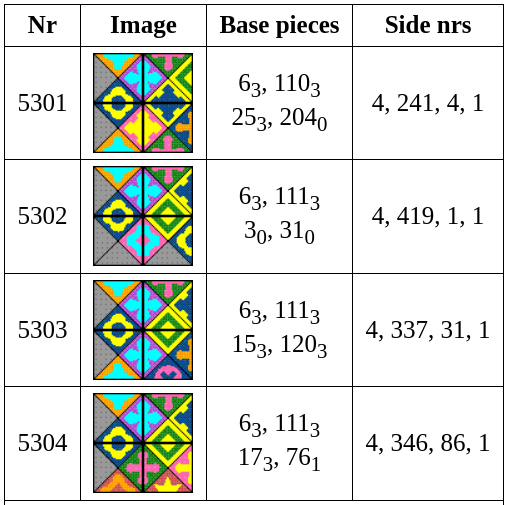 Nr Image Base pieces Side nrs
5301 6₃, 110₃ 4, 241, 4, 1
25₃, 204₀
5302 6₃, 111₃ 4, 419, 1, 1
3₀, 31₀
5303 6₃, 111₃ 4, 337, 31, 1
15₃, 120₃
5304 6₃, 111₃ 4, 346, 86, 1
17₃, 76₁